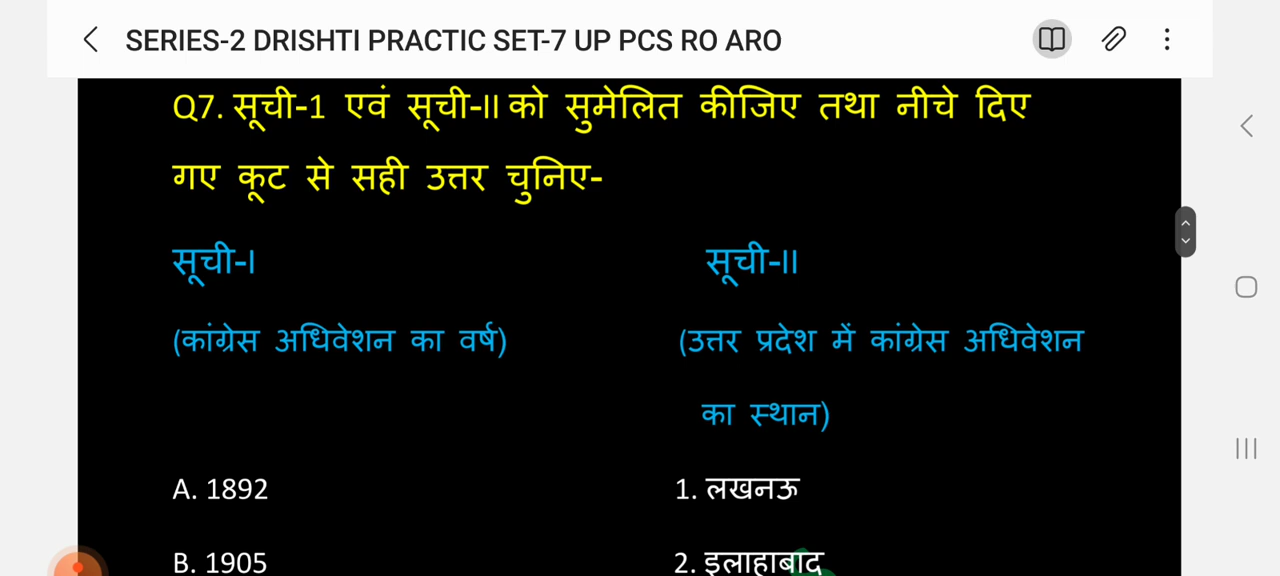 SERIES-2 DRISHTI PRACTIC SET-7 UP PCS RO ARO
Q7. सूची-1 एवं सूची-II को सुमेलित कीजिए तथा नीचे दिए
गए कूट से सही उत्तर चुनिए-
सूची-I सूची-II
(कांग्रेस अधिवेशन का वर्ष) (उत्तर प्रदेश में कांग्रेस अधिवेशन
का स्थान)
A. 1892 1. लखनऊ
B. 1905 2. इलाहाबाद